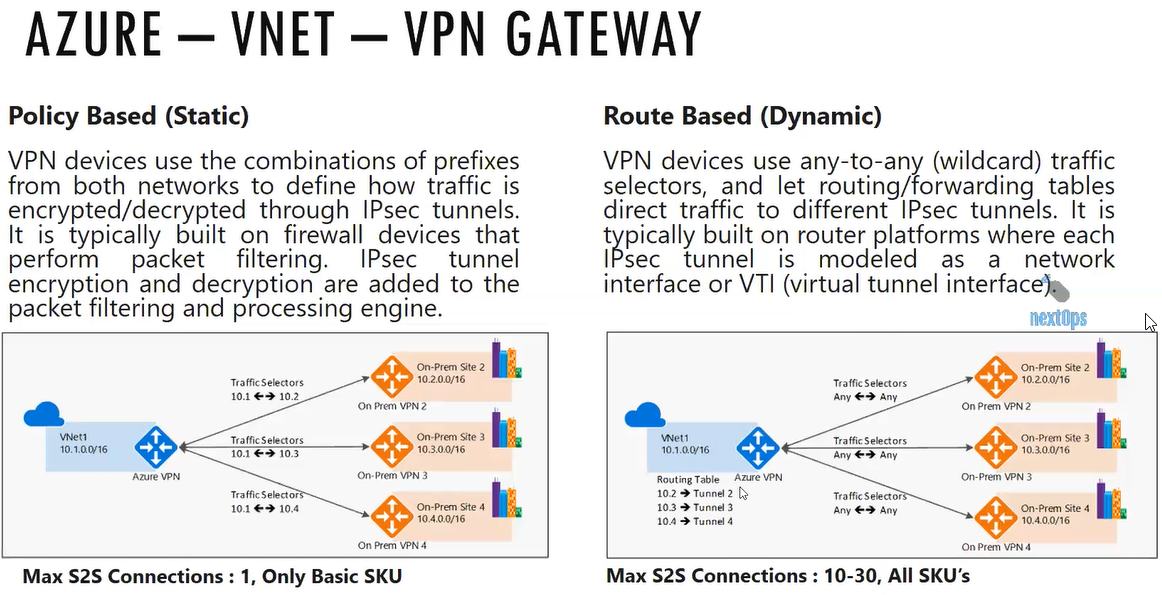 AZURE – VNET – VPN GATEWAY
Policy Based (Static)
VPN devices use the combinations of prefixes
from both networks to define how traffic is
encrypted/decrypted through IPsec tunnels.
It is typically built on firewall devices that
perform packet filtering. IPsec tunnel
encryption and decryption are added to the
packet filtering and processing engine.
Traffic Selectors
10.1 ↔ 10.2
On-Prem Site 2
10.2.0.0/16
On Prem VPN 2
VNet1
10.1.0.0/16
Azure VPN
Traffic Selectors
10.1 ↔ 10.3
On-Prem Site 3
10.3.0.0/16
On-Prem VPN 3
Traffic Selectors
10.1 ↔ 10.4
On-Prem Site 4
10.4.0.0/16
On Prem VPN 4
Max S2S Connections : 1, Only Basic SKU
Route Based (Dynamic)
VPN devices use any-to-any (wildcard) traffic
selectors, and let routing/forwarding tables
direct traffic to different IPsec tunnels. It is
typically built on router platforms where each
IPsec tunnel is modeled as a network
interface or VTI (virtual tunnel interface).
nextOps
Traffic Selectors
Any ↔ Any
On-Prem Site 2
10.2.0.0/16
On Prem VPN 2
VNet1
10.1.0.0/16
Azure VPN
Routing Table
10.2 → Tunnel 2
10.3 → Tunnel 3
10.4 → Tunnel 4
Traffic Selectors
Any ↔ Any
On-Prem Site 3
10.3.0.0/16
On-Prem VPN 3
Traffic Selectors
Any ↔ Any
On-Prem Site 4
10.4.0.0/16
On Prem VPN 4
Max S2S Connections : 10-30, All SKU's